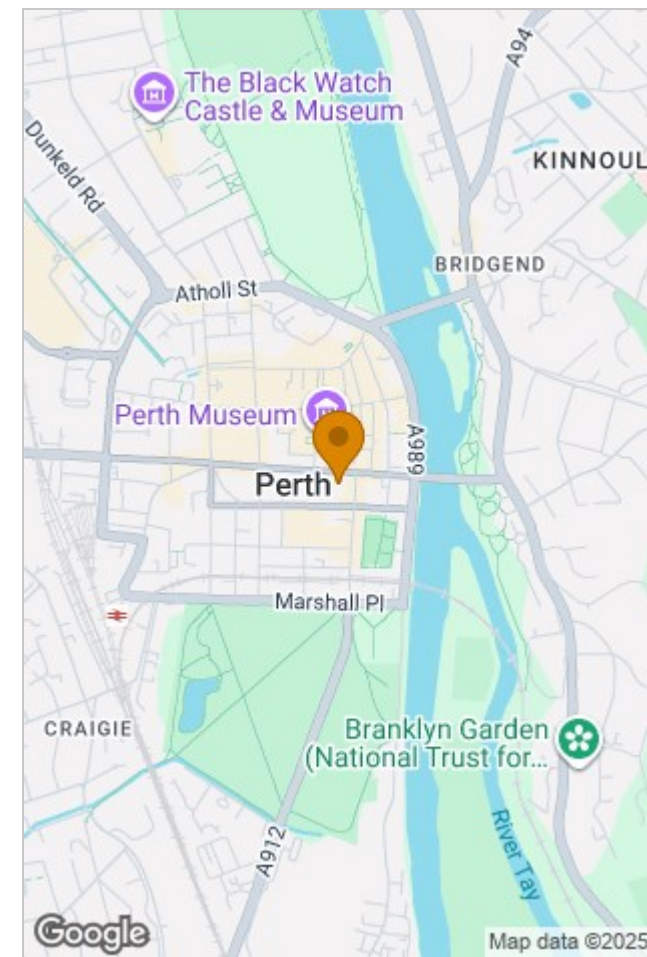 The Black Watch
Castle & Museum
A94
Dunkeld Rd
KINNOUL
BRIDGEND
Atholl St
Perth Museum
A989
Perth
Marshall Pl
CRAIGIE
Branklyn Garden
(National Trust for...
A912
River Tay
Google
Map data ©2025